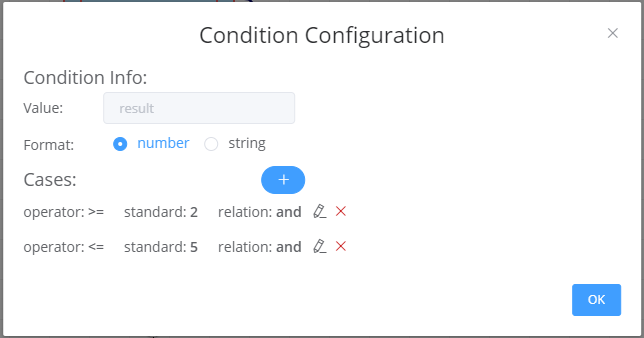 Condition Configuration
Condition Info:
Value: result
Format: number string
Cases: +
operator: >= standard: 2 relation: and
operator: <= standard: 5 relation: and
OK